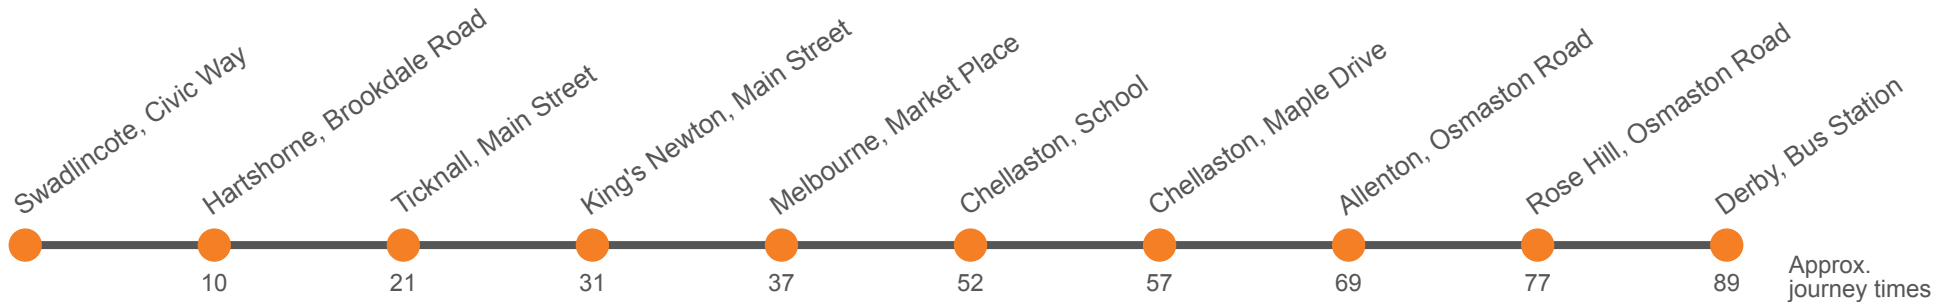 Swadlincote, Civic Way
Hartshorne, Brookdale Road
Ticknall, Main Street
King's Newton, Main Street
Melbourne, Market Place
Chellaston, School
Chellaston, Maple Drive
Allenton, Osmaston Road
Rose Hill, Osmaston Road
Derby, Bus Station
10
21
31
37
52
57
69
77
89
Approx.
journey times